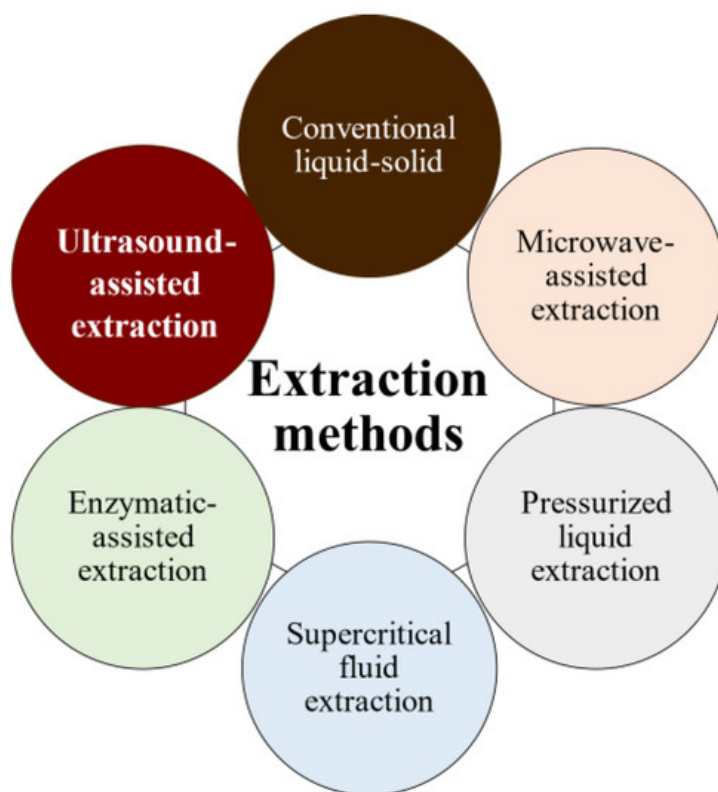 Conventional
liquid-solid
Microwave-
assisted
extraction
Pressurized
liquid
extraction
Supercritical
fluid
extraction
Enzymatic-
assisted
extraction
Ultrasound-
assisted
extraction
Extraction
methods